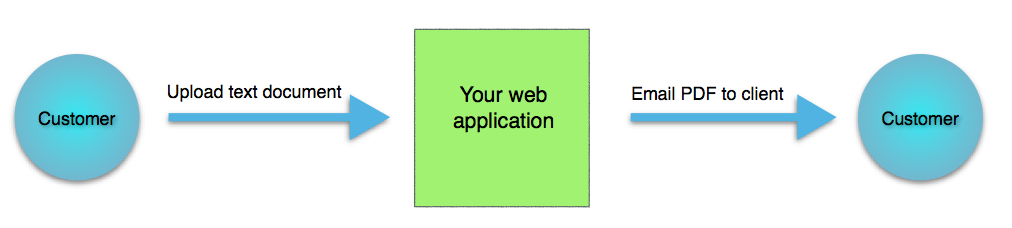 Customer
Upload text document
Your web
application
Email PDF to client
Customer